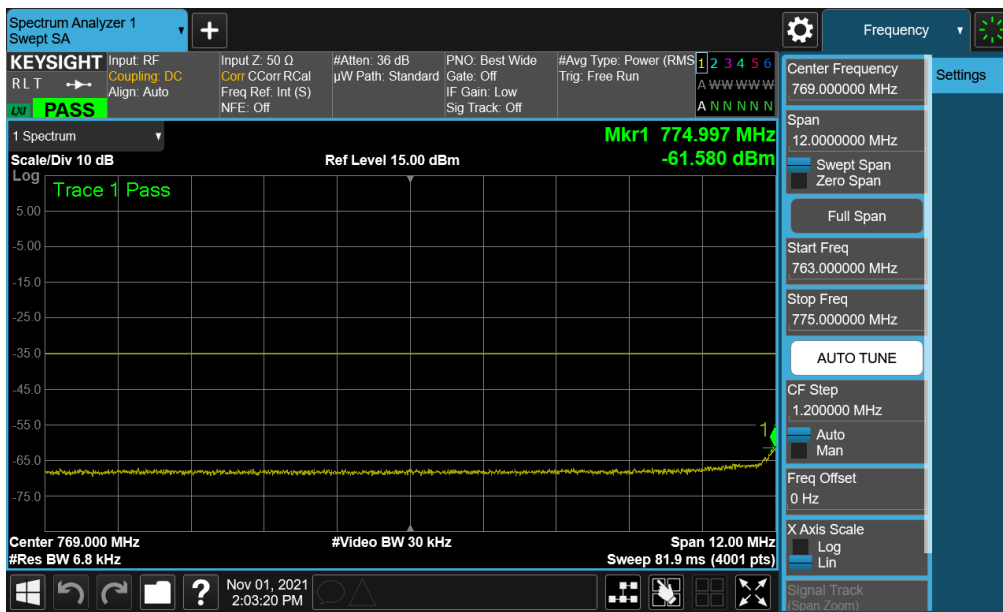 Spectrum Analyzer 1
Swept SA
Frequency
KEYSIGHT
RLT
LXI
PASS
Input: RF
Coupling: DC
Align: Auto
Input Z: 50 Ω
Corr CCorr RCal
Freq Ref: Int (S)
NFE: Off
#Atten: 36 dB
µW Path: Standard
PNO: Best Wide
Gate: Off
IF Gain: Low
Sig Track: Off
#Avg Type: Power (RMS
Trig: Free Run
1 2 3 4 5 6
A W W W W W
A N N N N N
1 Spectrum
Mkr1 774.997 MHz
-61.580 dBm
Scale/Div 10 dB
Ref Level 15.00 dBm
Log
Trace 1 Pass
5.00
-5.00
-15.0
-25.0
-35.0
-45.0
-55.0
-65.0
-75.0
1
Center 769.000 MHz
#Video BW 30 kHz
Span 12.00 MHz
#Res BW 6.8 kHz
Sweep 81.9 ms (4001 pts)
Nov 01, 2021
2:03:20 PM
Center Frequency
769.000000 MHz
Span
12.0000000 MHz
Swept Span
Zero Span
Full Span
Start Freq
763.000000 MHz
Stop Freq
775.000000 MHz
AUTO TUNE
CF Step
1.200000 MHz
Auto
Man
Freq Offset
0 Hz
X Axis Scale
Log
Lin
Signal Track
(Span Zoom)
Settings